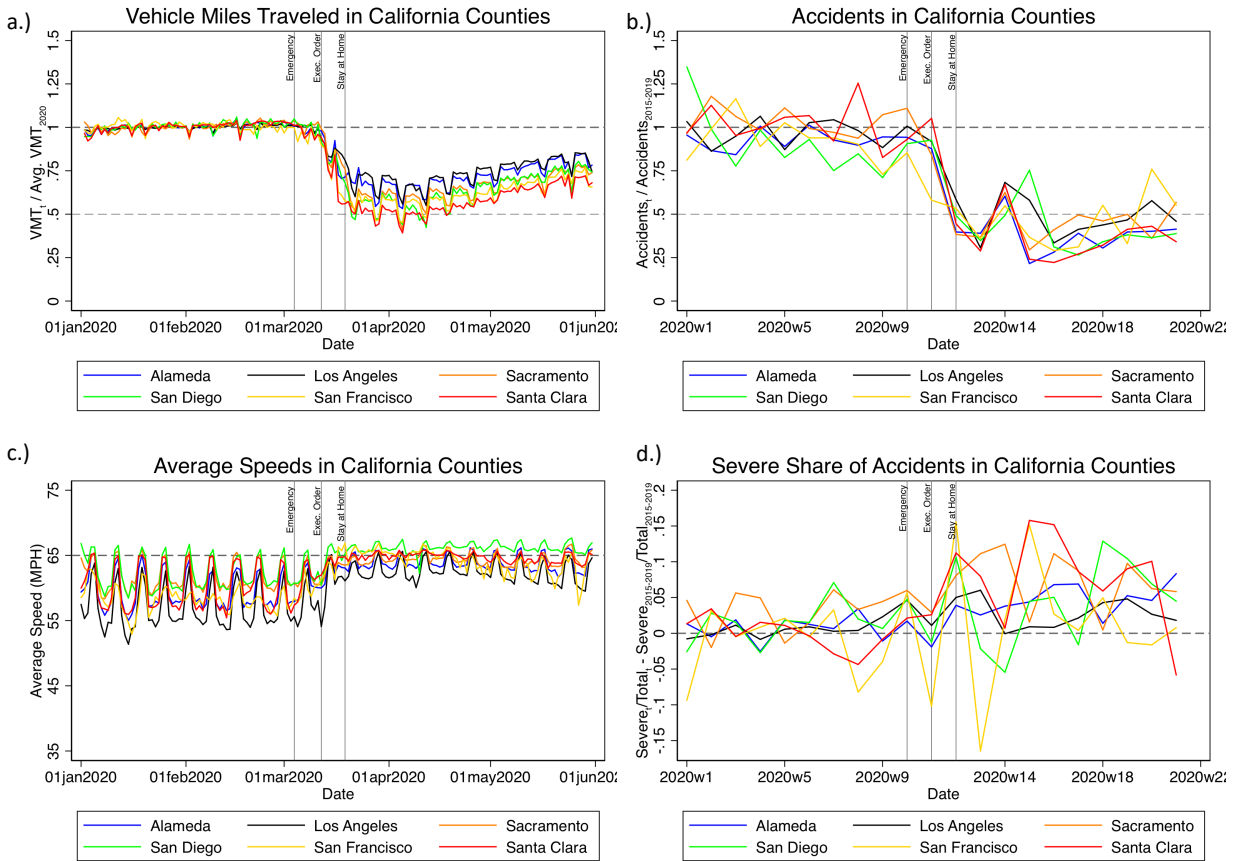 a.)
Vehicle Miles Traveled in California Counties
VMTt / Avg. VMT2020
1.5
1.25
1
.75
.5
.25
0
Emergency
Exec. Order
Stay at Home
01jan2020 01feb2020 01mar2020 01apr2020 01may2020 01jun202
Date
Alameda Los Angeles Sacramento
San Diego San Francisco Santa Clara
b.)
Accidents in California Counties
Accidentst / Accidents2015-2019
1.5
1.25
1
.75
.5
.25
0
Emergency
Exec. Order
Stay at Home
2020w1 2020w5 2020w9 2020w14 2020w18 2020w22
Date
Alameda Los Angeles Sacramento
San Diego San Francisco Santa Clara
c.)
Average Speeds in California Counties
Average Speed (MPH)
75
65
55
45
35
Emergency
Exec. Order
Stay at Home
01jan2020 01feb2020 01mar2020 01apr2020 01may2020 01jun202
Date
Alameda Los Angeles Sacramento
San Diego San Francisco Santa Clara
d.)
Severe Share of Accidents in California Counties
Severet/Totalt - Severe2015-2019/Total2015-2019
.2
.15
.1
.05
0
-.05
-.1
-.15
Emergency
Exec. Order
Stay at Home
2020w1 2020w5 2020w9 2020w14 2020w18 2020w22
Date
Alameda Los Angeles Sacramento
San Diego San Francisco Santa Clara